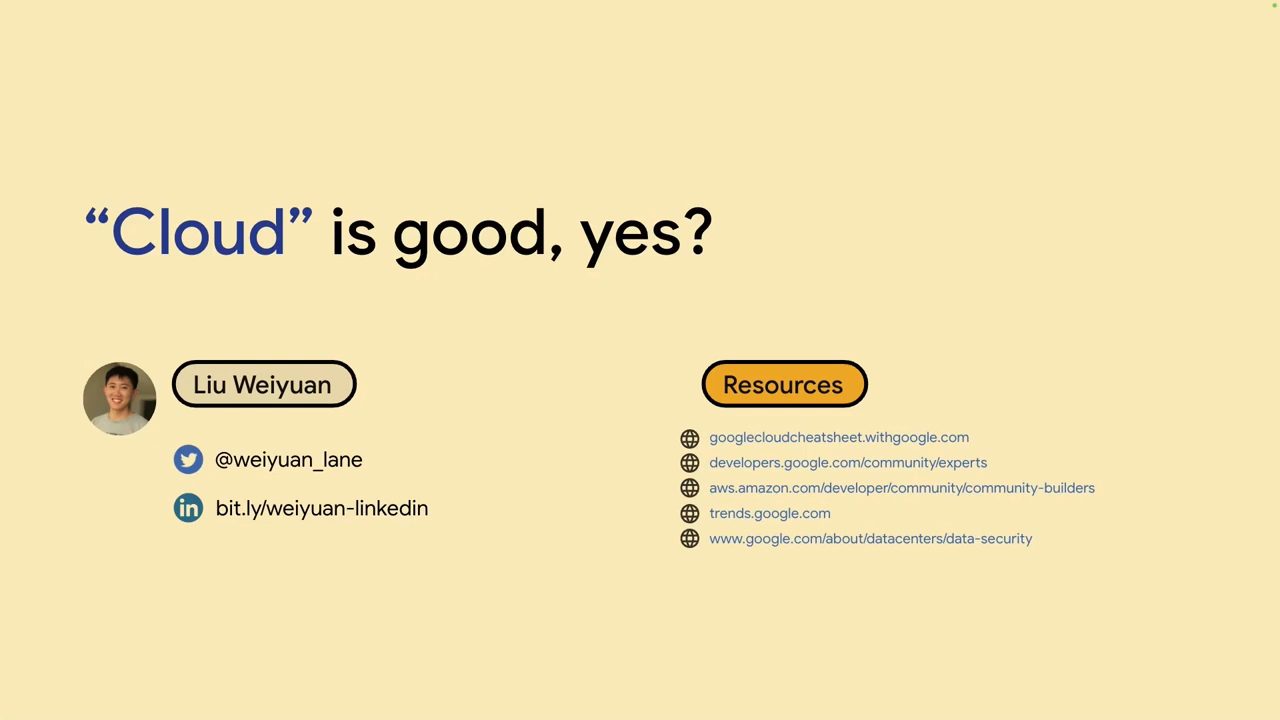 “Cloud” is good, yes?
Liu Weiyuan
@weiyuan_lane
bit.ly/weiyuan-linkedin
Resources
googlecloudcheatsheet.withgoogle.com
developers.google.com/community/experts
aws.amazon.com/developer/community/community-builders
trends.google.com
www.google.com/about/datacenters/data-security